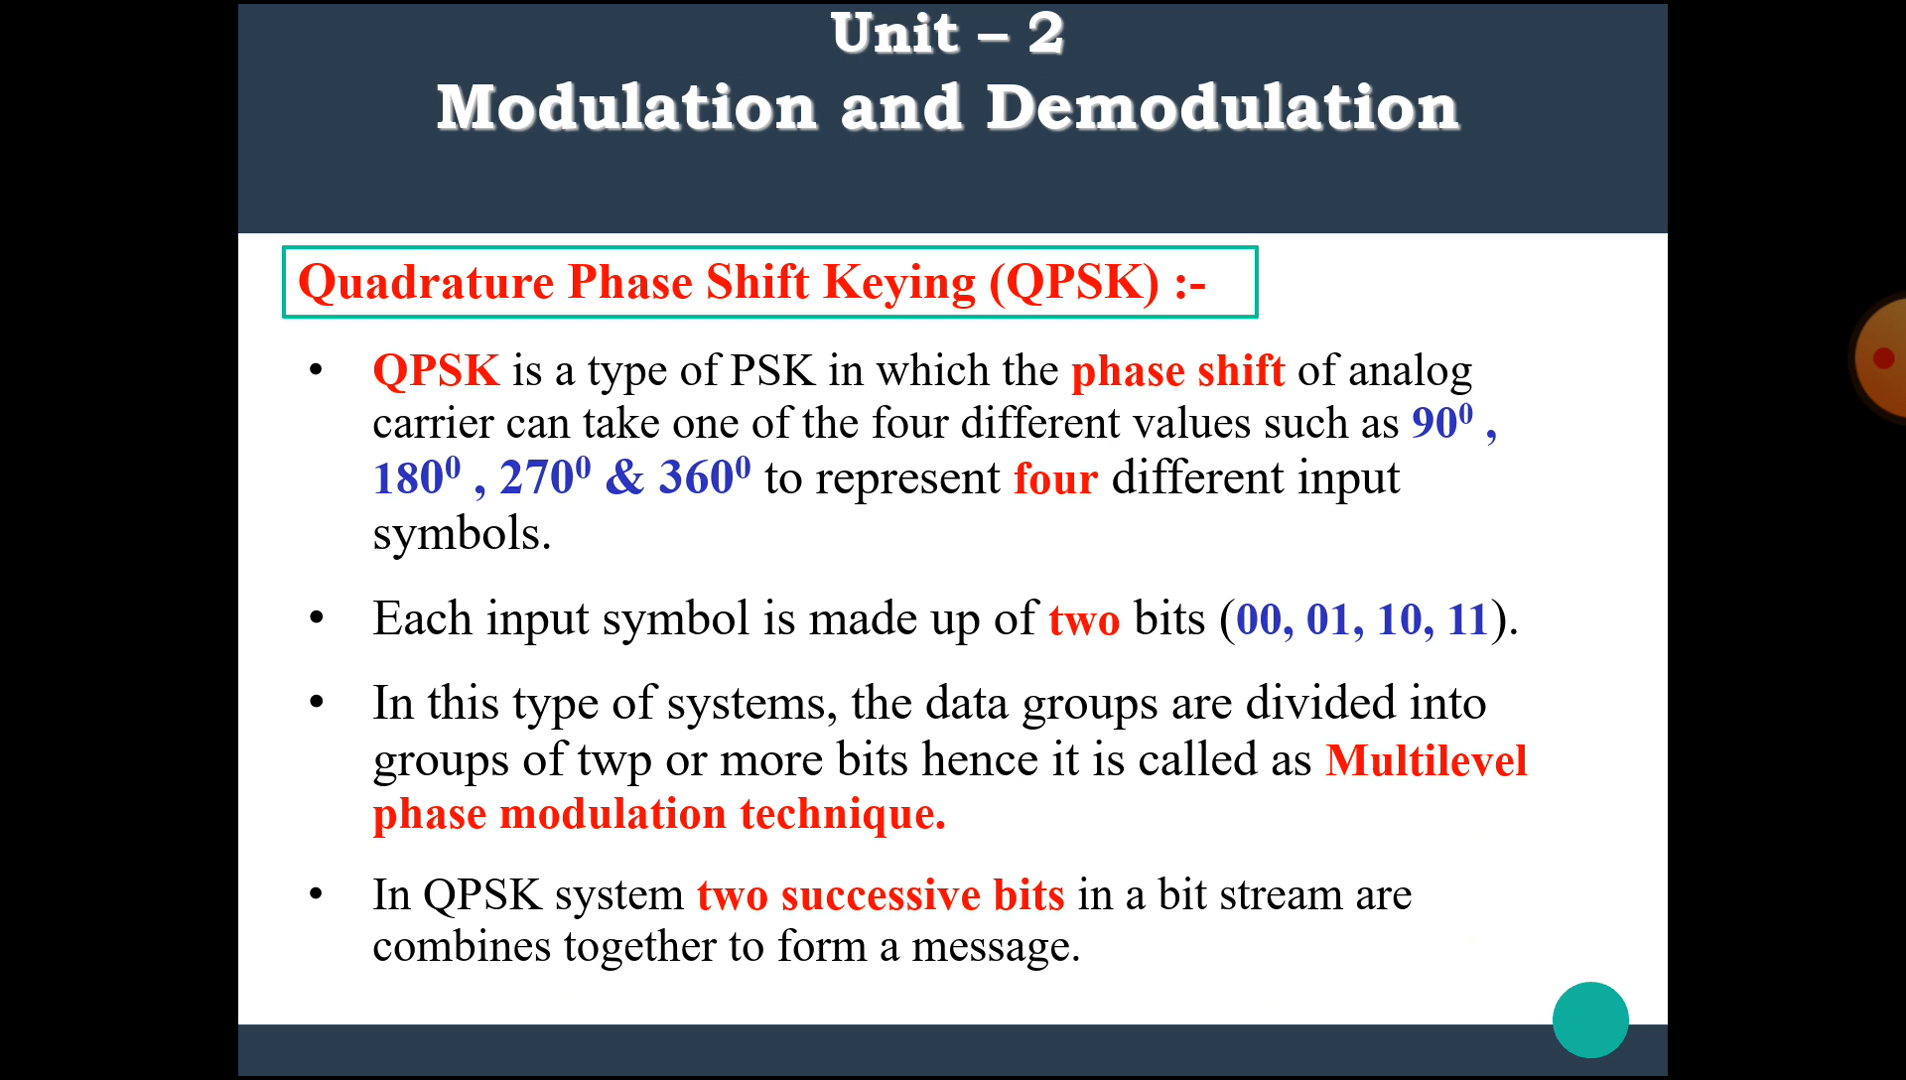 Unit – 2
Modulation and Demodulation
Quadrature Phase Shift Keying (QPSK) :-
• QPSK is a type of PSK in which the phase shift of analog
carrier can take one of the four different values such as 90⁰ ,
180⁰ , 270⁰ & 360⁰ to represent four different input
symbols.
• Each input symbol is made up of two bits (00, 01, 10, 11).
• In this type of systems, the data groups are divided into
groups of twp or more bits hence it is called as Multilevel
phase modulation technique.
• In QPSK system two successive bits in a bit stream are
combines together to form a message.